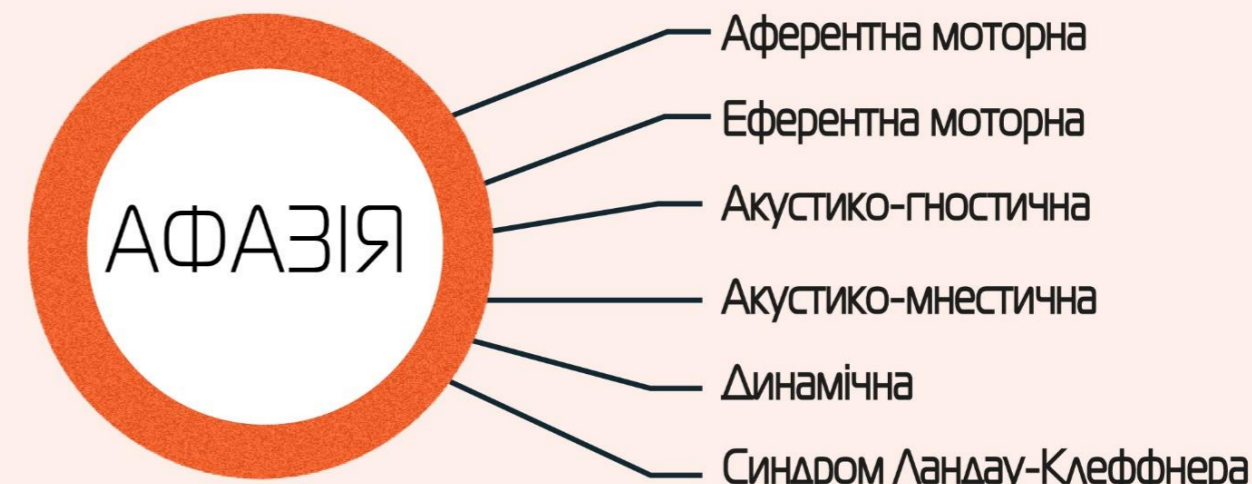 АФАЗІЯ
Аферентна моторна
Еферентна моторна
Акустико-гностична
Акустико-мнестична
Динамічна
Синдром Ландау-Клеффнера